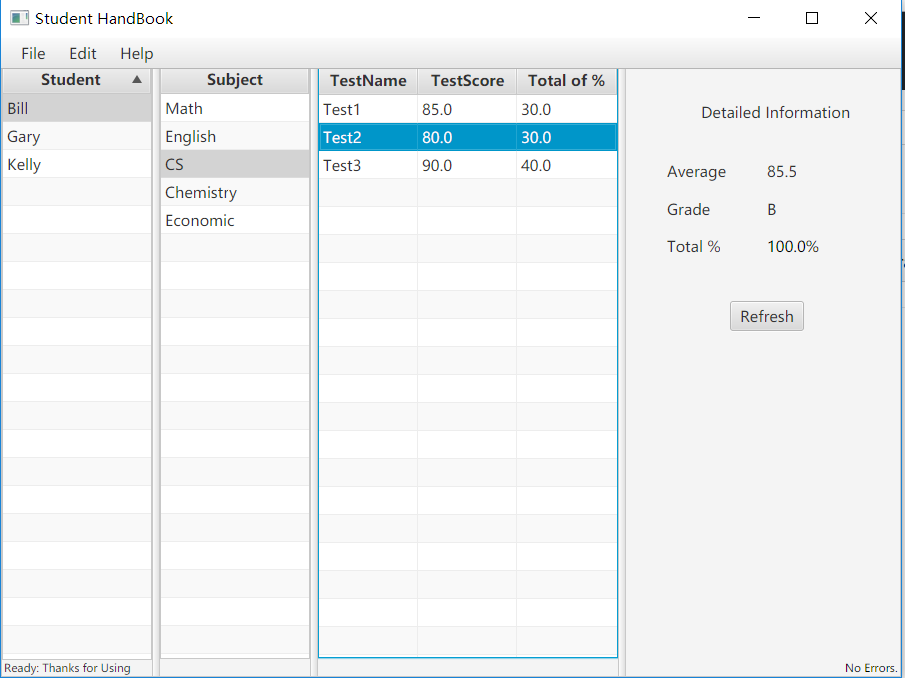 Student HandBook
File Edit Help
Student Subject TestName TestScore Total of %
Bill Math Test1 85.0 30.0
Gary English Test2 80.0 30.0
Kelly CS Test3 90.0 40.0
Chemistry
Economic
Detailed Information
Average 85.5
Grade B
Total % 100.0%
Refresh
Ready: Thanks for Using No Errors.